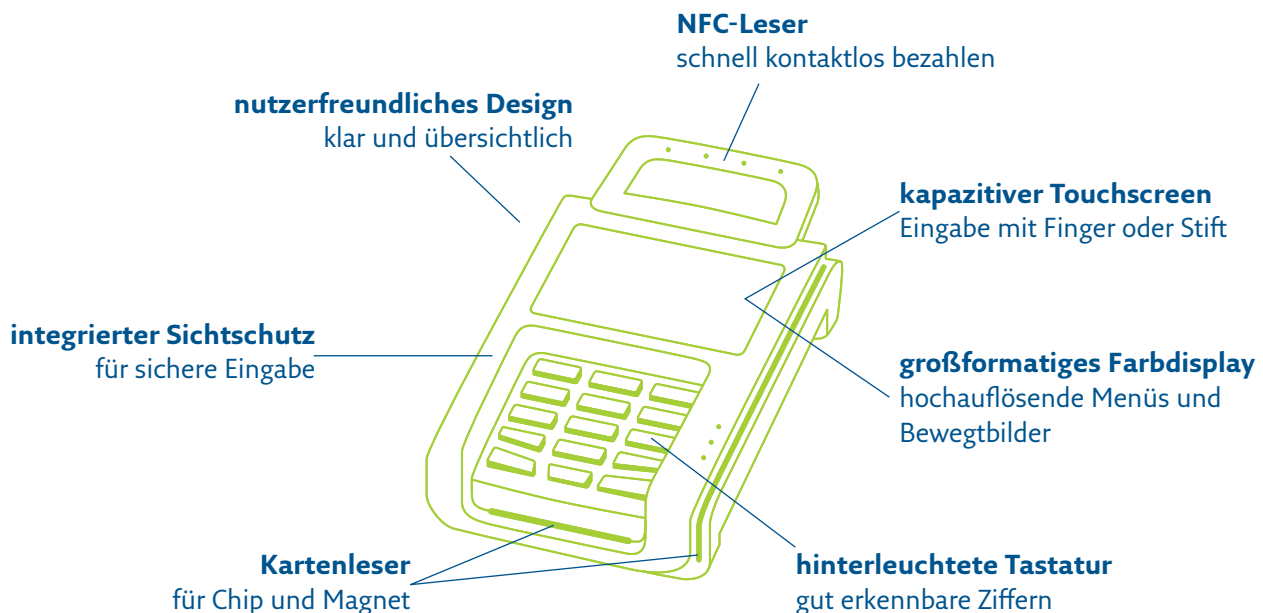 NFC-Leser
schnell kontaktlos bezahlen
nutzerfreundliches Design
klar und übersichtlich
kapazitiver Touchscreen
Eingabe mit Finger oder Stift
integrierter Sichtschutz
für sichere Eingabe
großformatiges Farbdisplay
hochauflösende Menüs und
Bewegtbilder
Kartenleser
für Chip und Magnet
hinterleuchtete Tastatur
gut erkennbare Ziffern